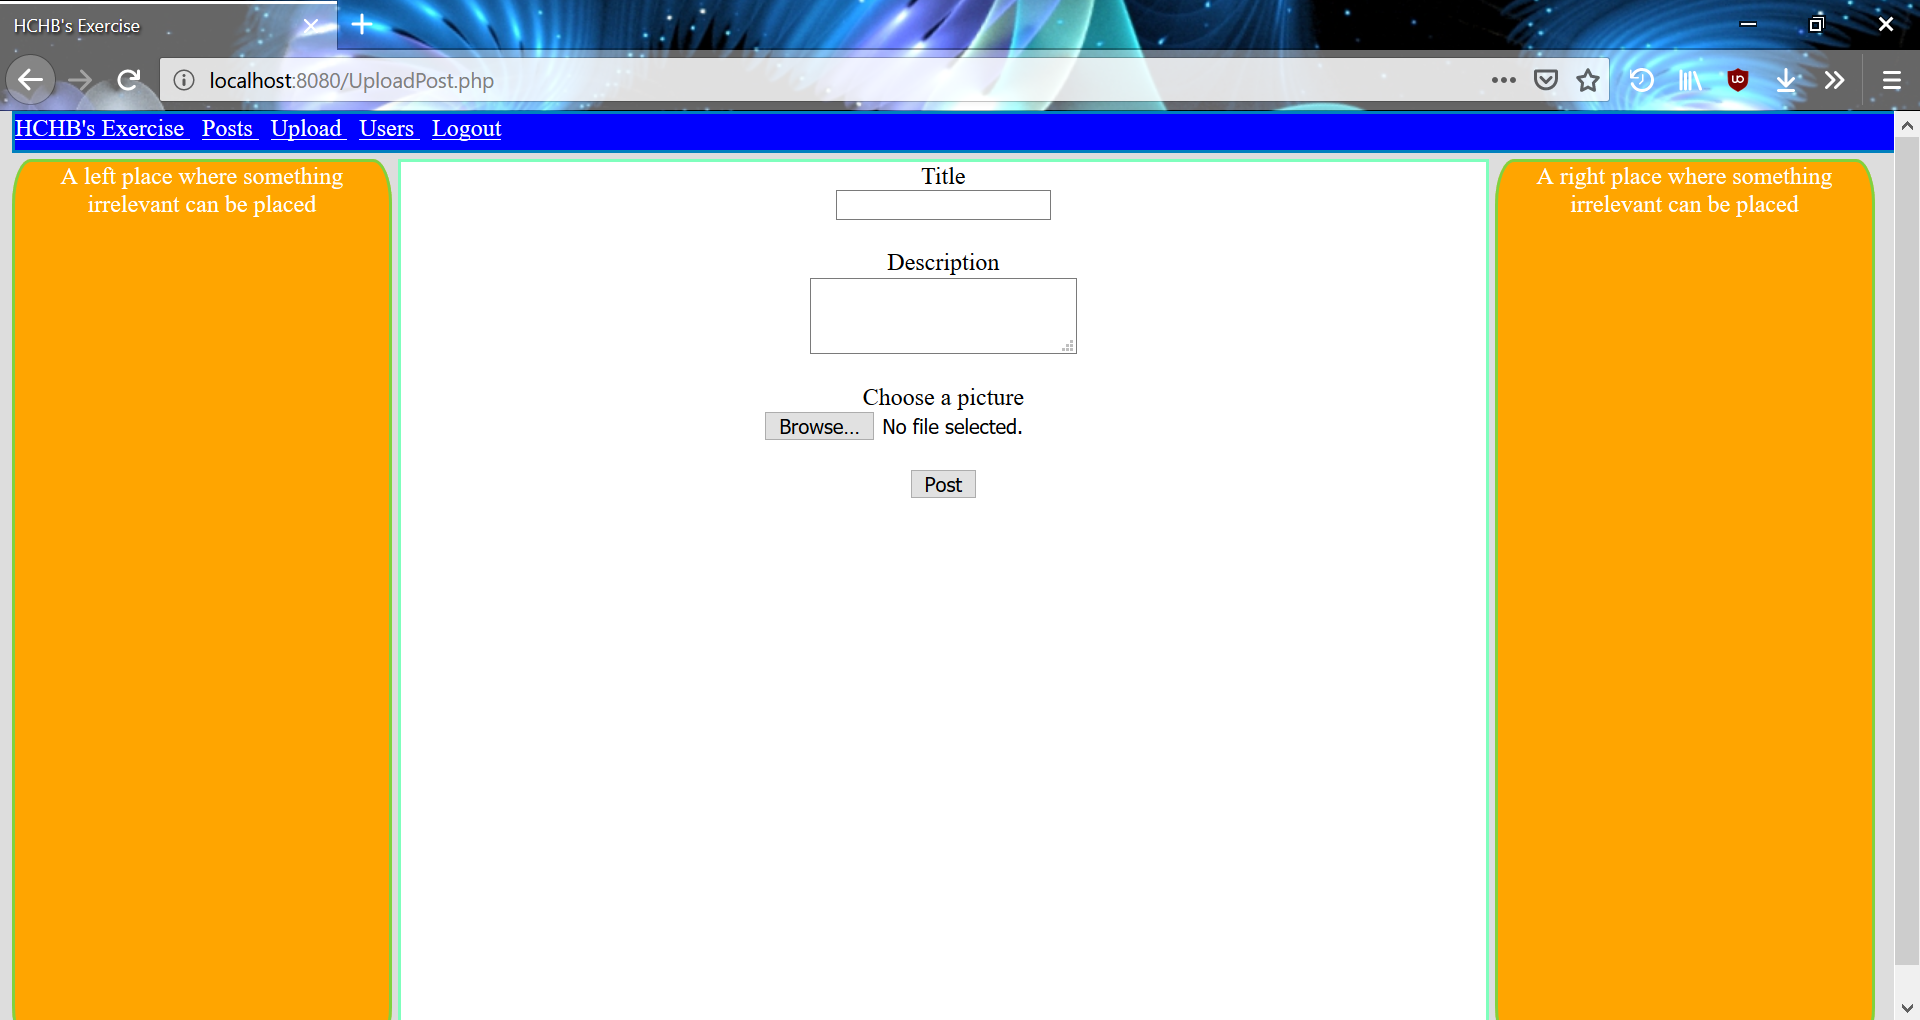 HCHB's Exercise
localhost:8080/UploadPost.php
HCHB's Exercise Posts Upload Users Logout
A left place where something
irrelevant can be placed
Title
Description
Choose a picture
Browse... No file selected.
Post
A right place where something
irrelevant can be placed